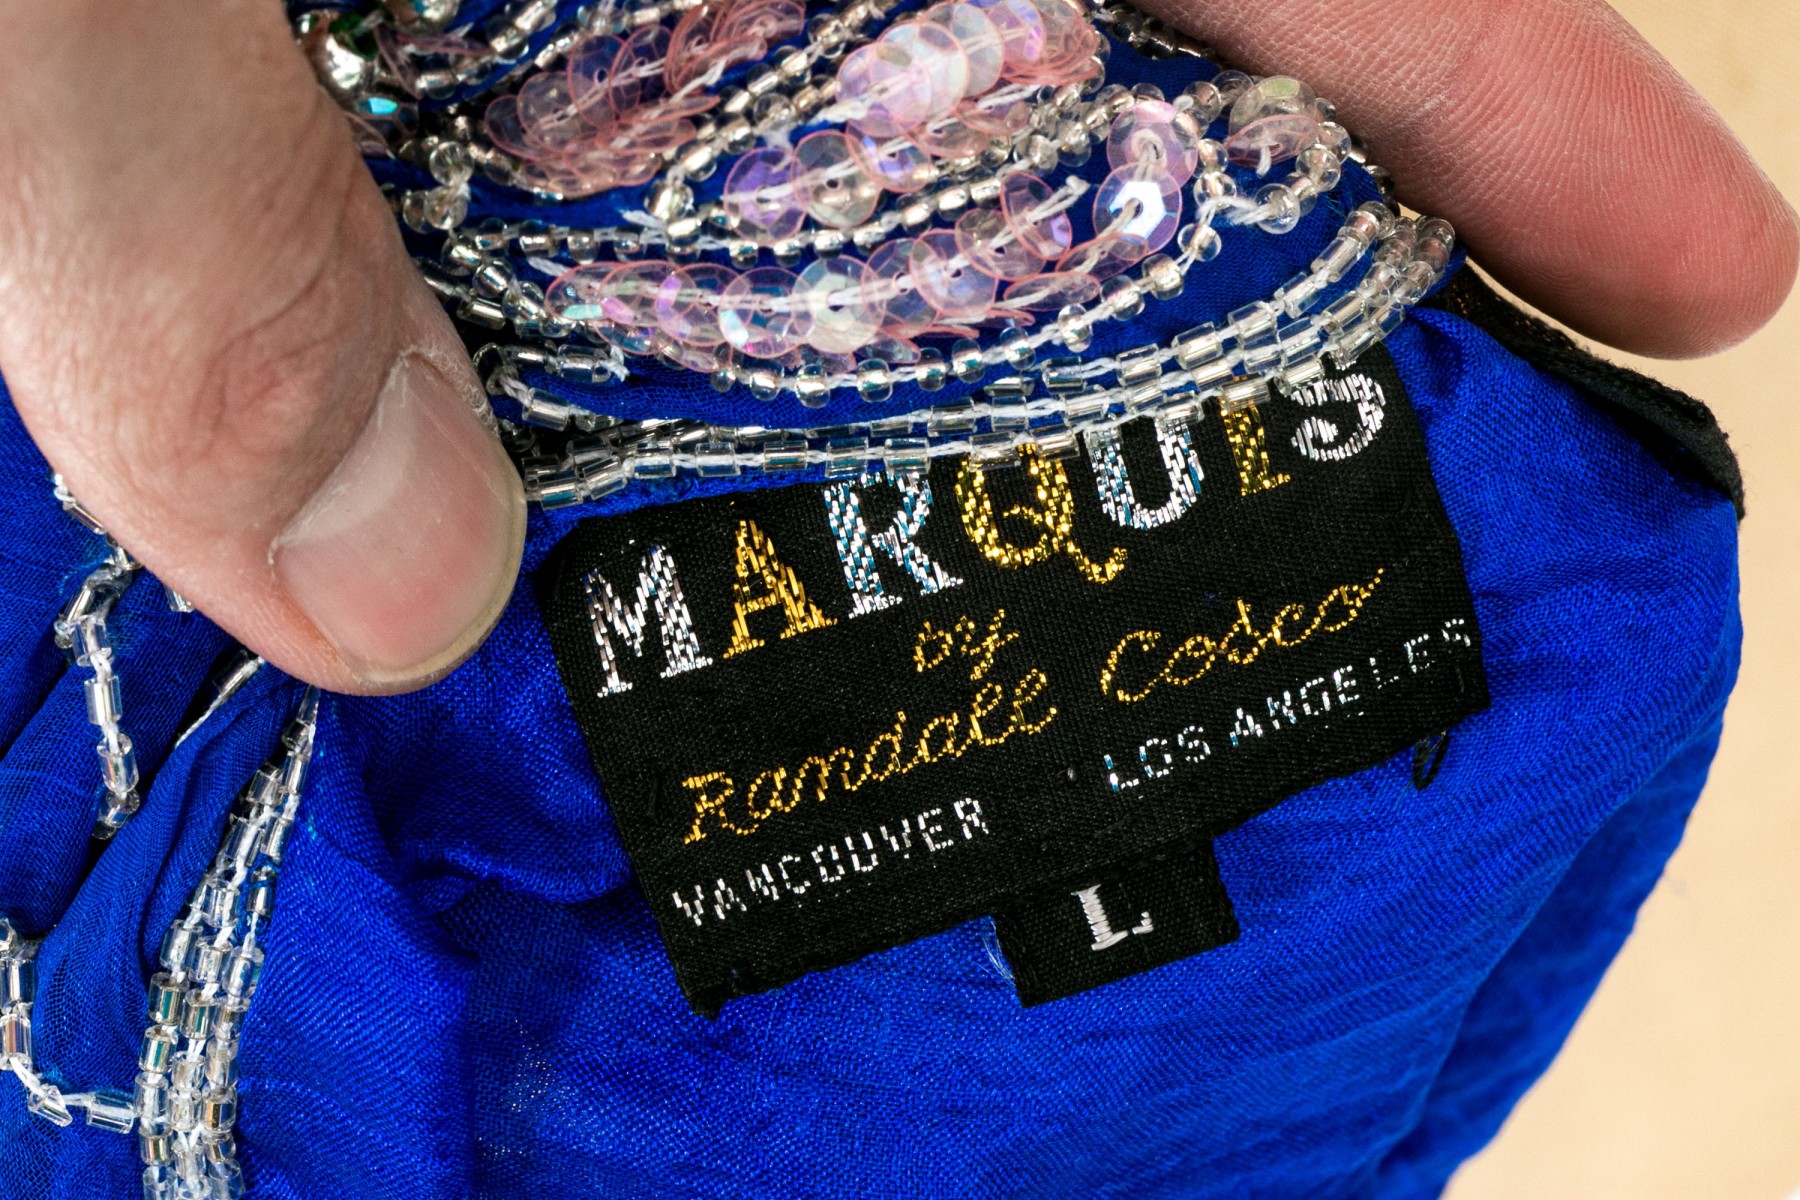 MARQUIS
by
Randall Cosco
VANCOUVER LOS ANGELES
L